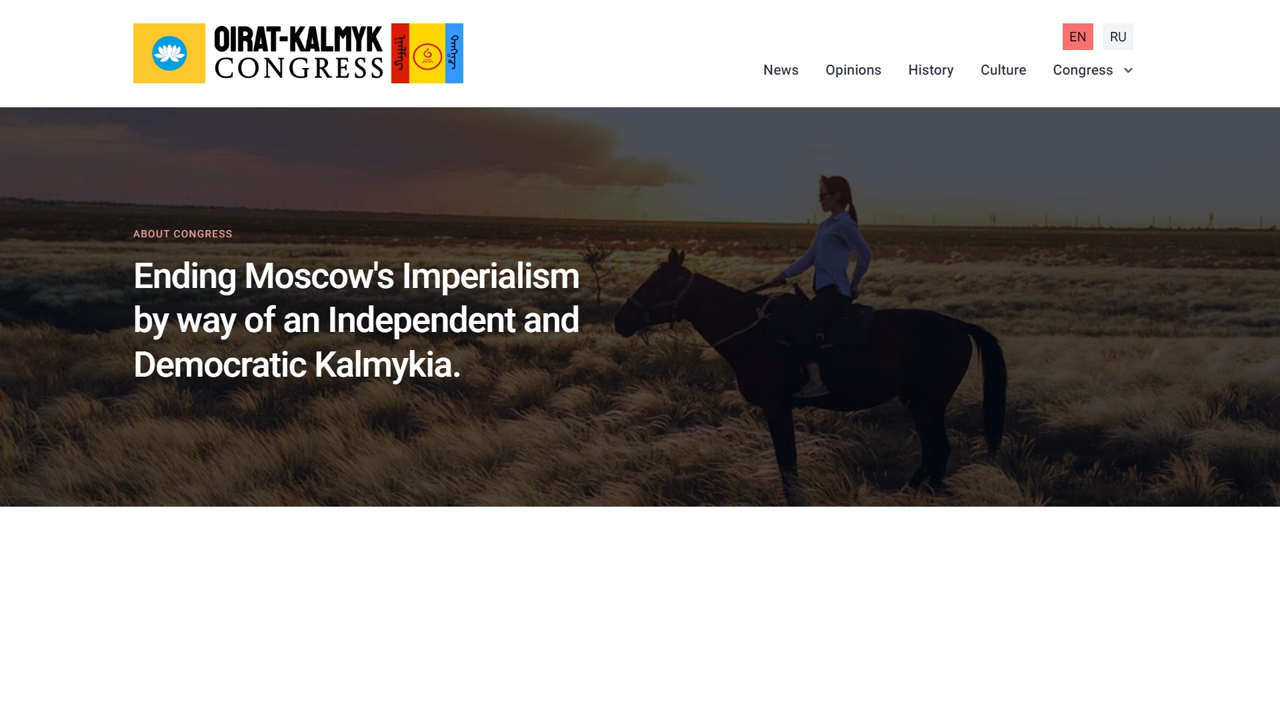 OIRAT-KALMYK
CONGRESS
EN RU
News Opinions History Culture Congress
ABOUT CONGRESS
Ending Moscow's Imperialism
by way of an Independent and
Democratic Kalmykia.